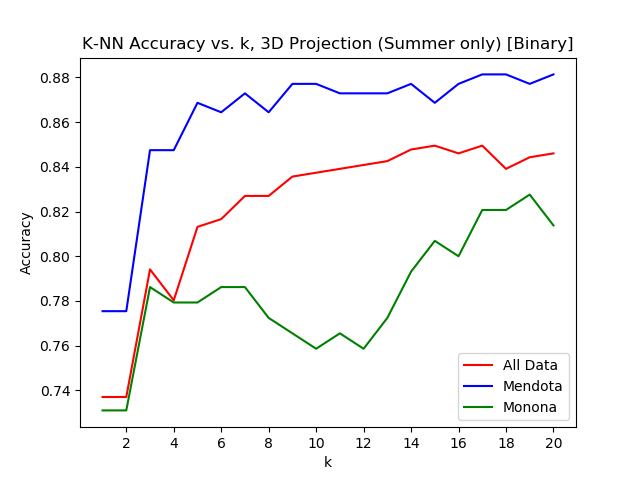 K-NN Accuracy vs. k, 3D Projection (Summer only) [Binary]
Accuracy
0.88
0.86
0.84
0.82
0.80
0.78
0.76
0.74
All Data
Mendota
Monona
2 4 6 8 10 12 14 16 18 20
k